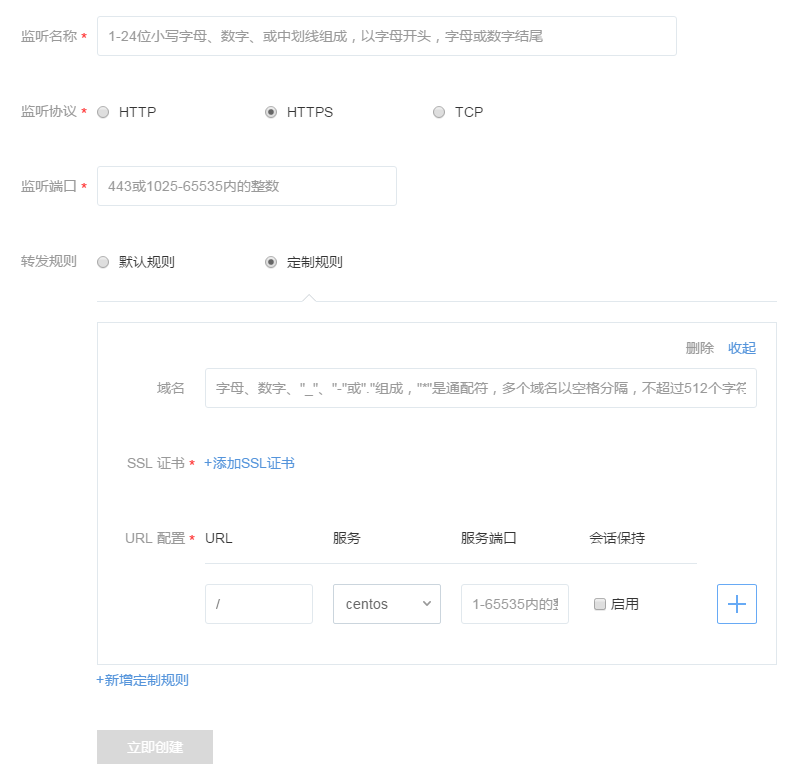 监听名称 * 1-24位小写字母、数字、或中划线组成，以字母开头，字母或数字结尾
监听协议 * HTTP HTTPS TCP
监听端口 * 443或1025-65535内的整数
转发规则 默认规则 定制规则
删除 收起
域名 字母、数字、"_"、"-"或"."组成，"*"是通配符，多个域名以空格分隔，不超过512个字符
SSL 证书 * +添加SSL证书
URL 配置 * URL 服务 服务端口 会话保持
/ centos 1-65535内的整 启用
+新增定制规则
立即创建